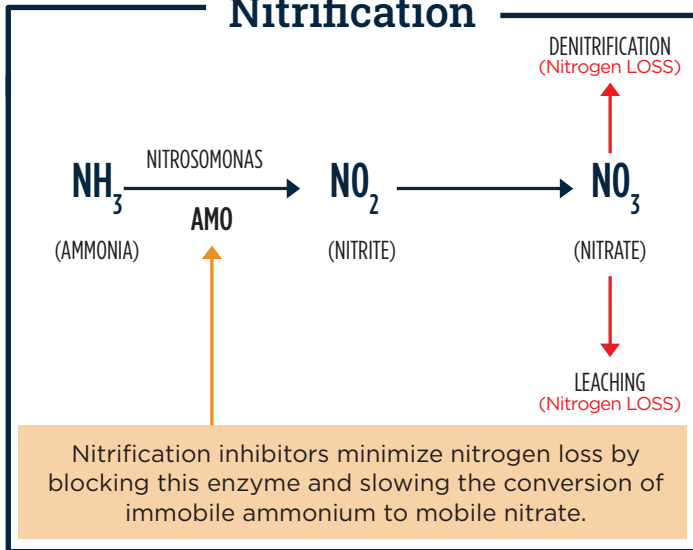 Nitrification
DENITRIFICATION
(Nitrogen LOSS)
NITROSOMONAS
NH₃
NO₂
NO₃
AMO
(AMMONIA)
(NITRITE)
(NITRATE)
LEACHING
(Nitrogen LOSS)
Nitrification inhibitors minimize nitrogen loss by
blocking this enzyme and slowing the conversion of
immobile ammonium to mobile nitrate.